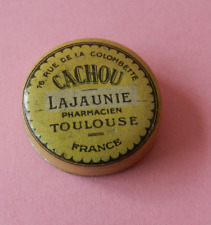 76 RUE DE LA COLOMBETTE
CACHOU
LAJAUNIE
PHARMACIEN
TOULOUSE
FRANCE